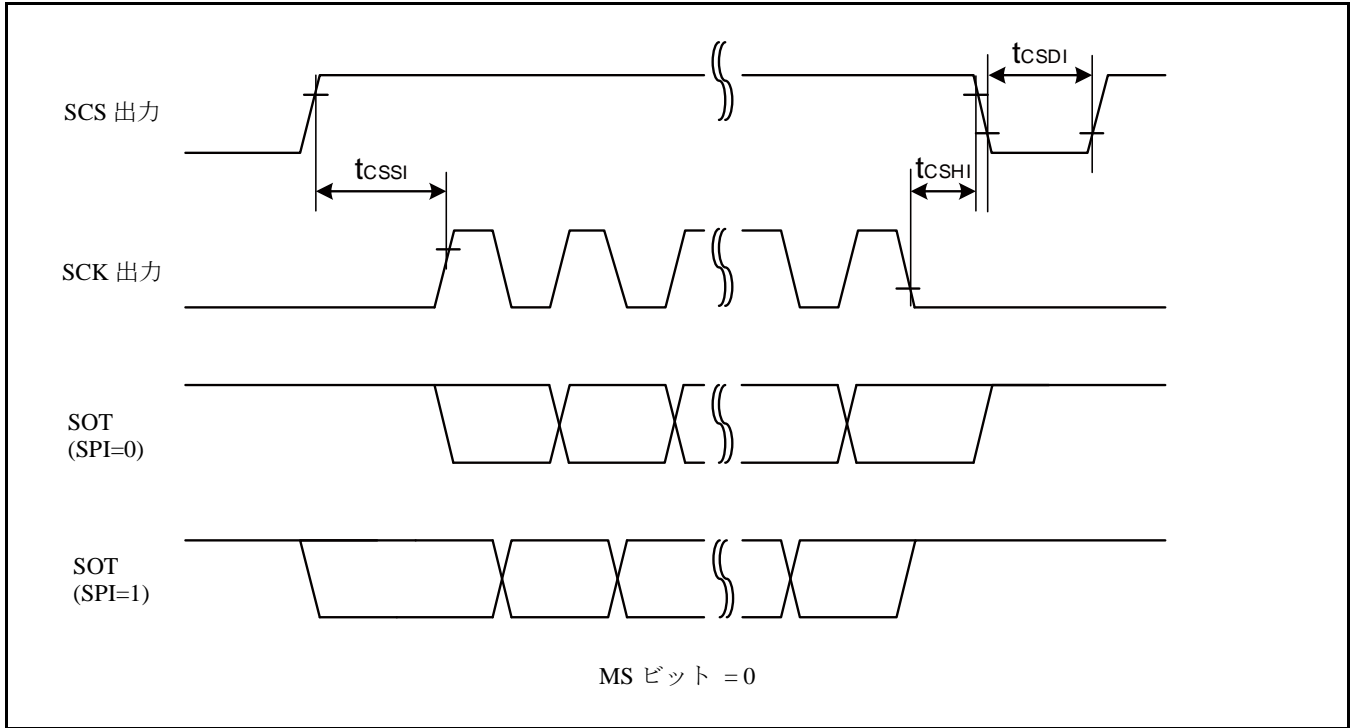 tCSDI
SCS 出力
tCSSI
tCSHI
SCK 出力
SOT
(SPI=0)
SOT
(SPI=1)
MS ビット = 0